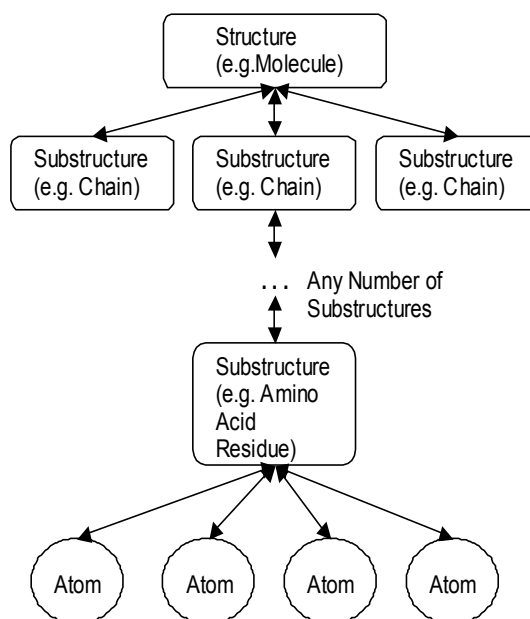 Structure
(e.g.Molecule)
Substructure
(e.g. Chain)
Substructure
(e.g. Chain)
Substructure
(e.g. Chain)
... Any Number of
Substructures
Substructure
(e.g. Amino
Acid
Residue)
Atom
Atom
Atom
Atom